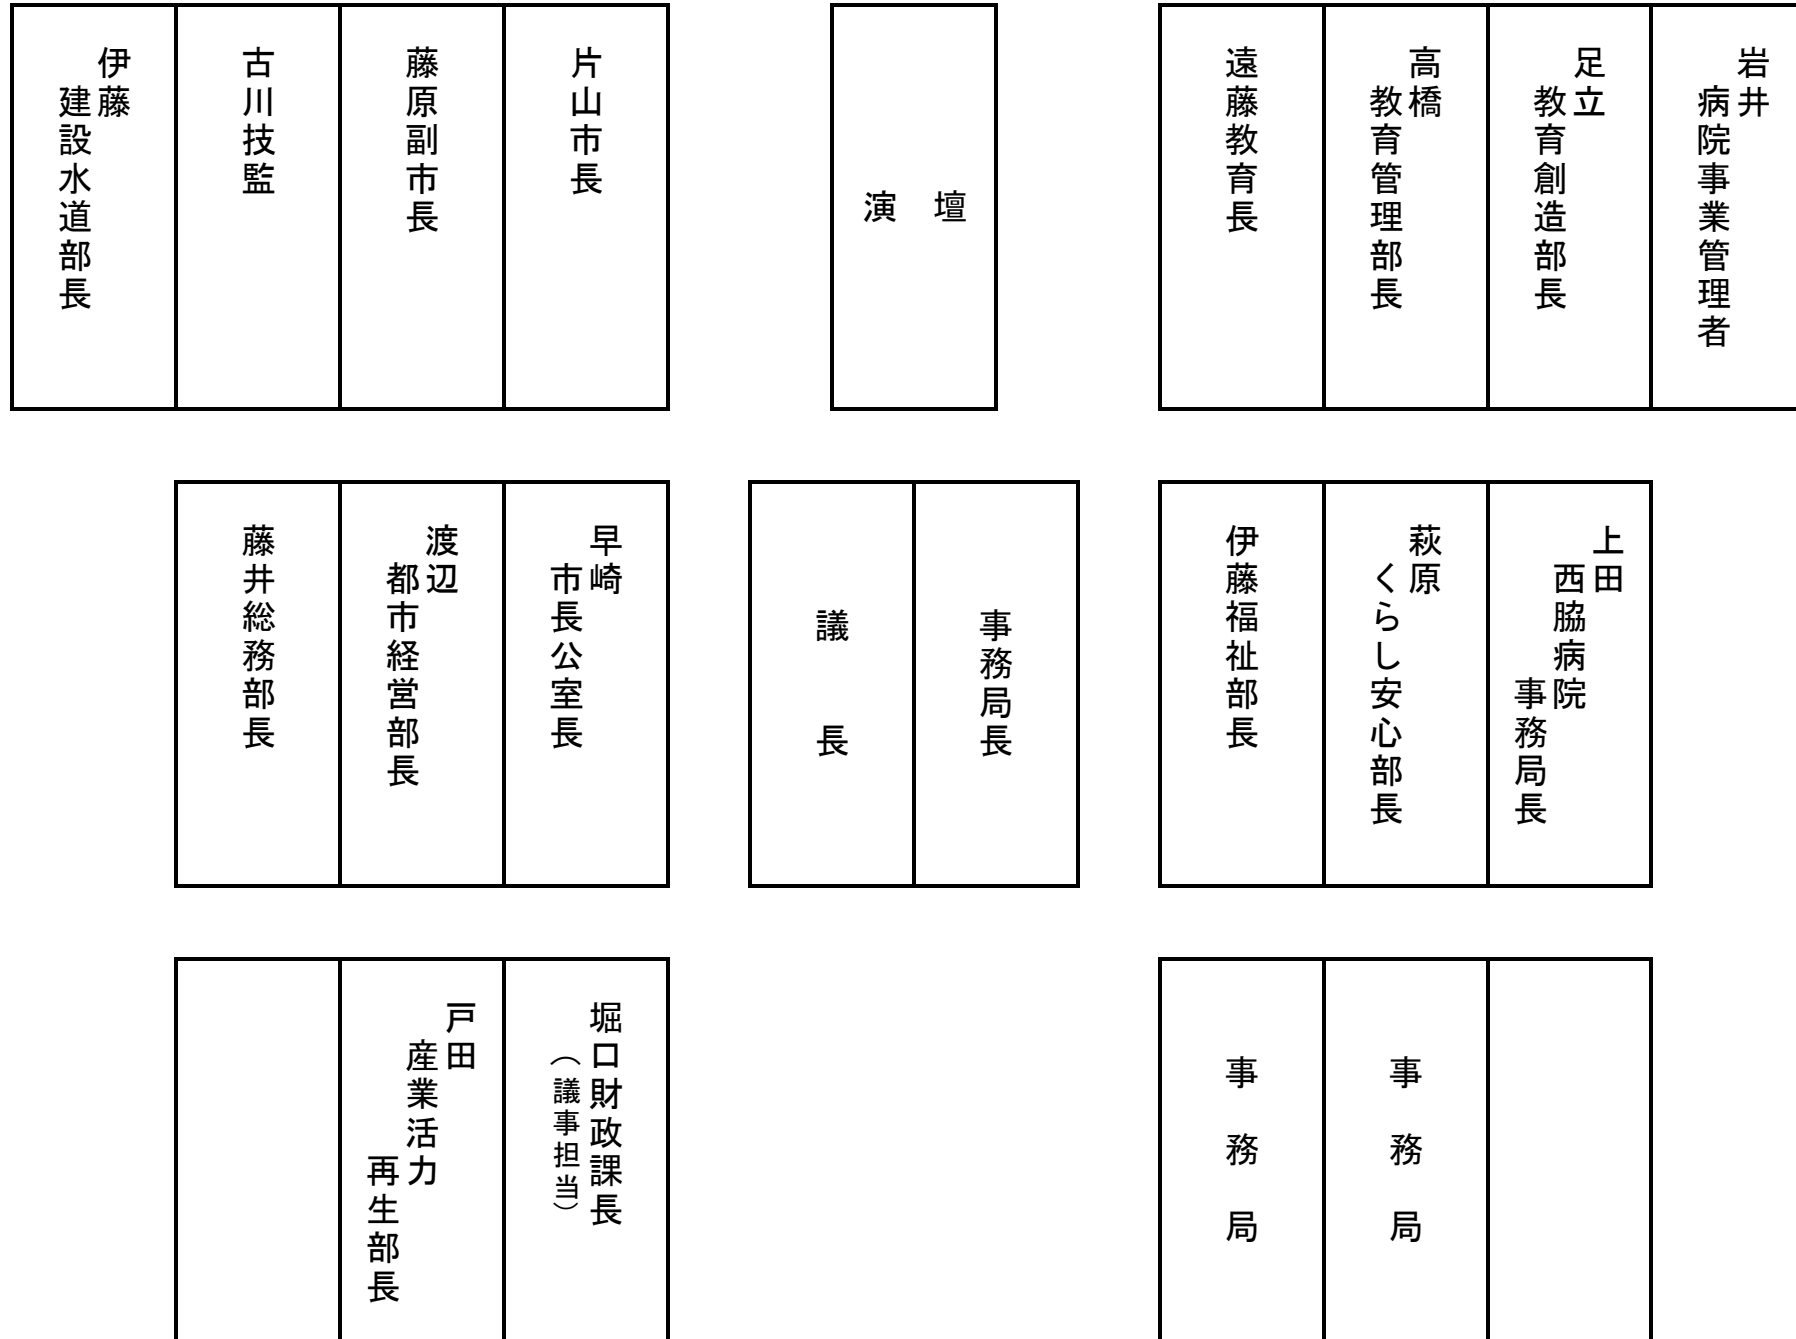 伊藤
建設水道部長
古川技監
藤原副市長
片山市長
演　壇
遠藤教育長
高橋
教育管理部長
足立
教育創造部長
岩井
病院事業管理者
藤井総務部長
渡辺
都市経営部長
早崎
市長公室長
議　長
事務局長
伊藤福祉部長
萩原
くらし安心部長
上田
西脇病院
事務局長
戸田
産業活力
再生部長
堀口財政課長
（議事担当）
事務局
事務局